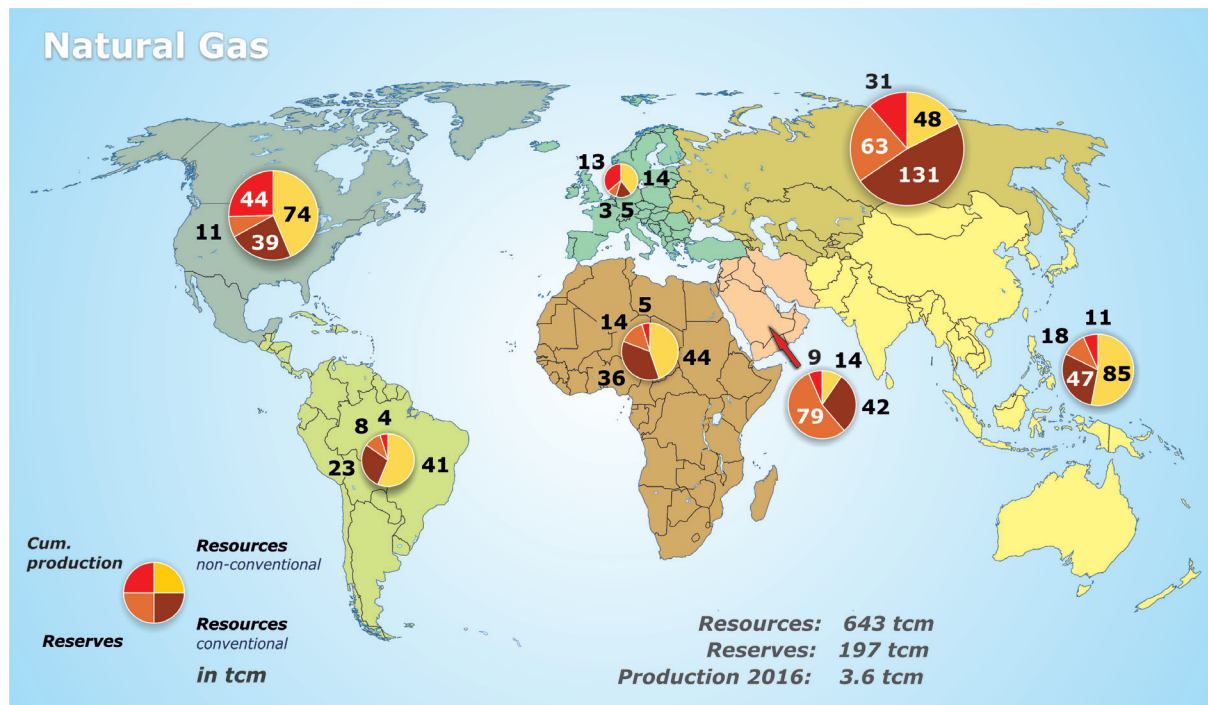 Natural Gas
31
48
63
131
13
14
3
5
44
74
11
39
5
14
44
36
9
14
79
42
11
18
47
85
4
8
23
41
Cum.
production
Resources
non-conventional
Reserves
Resources
conventional
in tcm
Resources: 643 tcm
Reserves: 197 tcm
Production 2016: 3.6 tcm